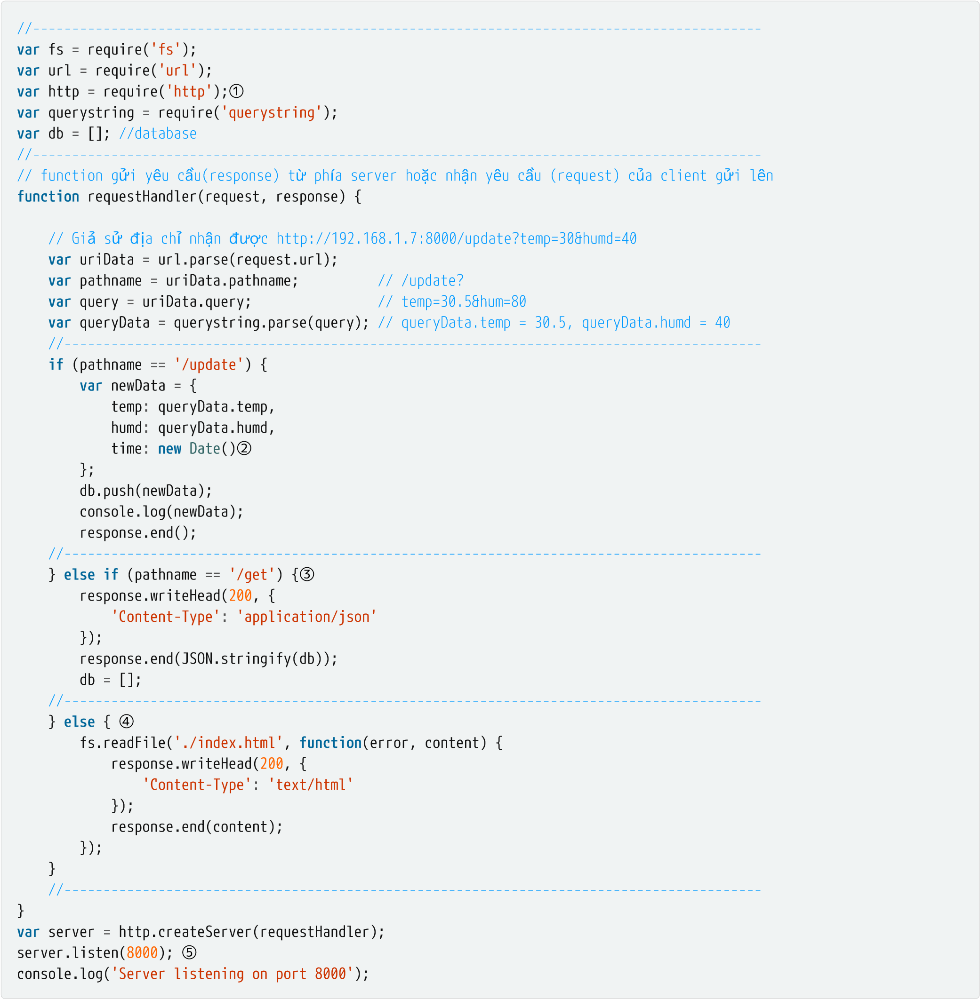 //---------------------------------------------------------------------------------------------
var fs = require('fs');
var url = require('url');
var http = require('http');①
var querystring = require('querystring');
var db = []; //database
//---------------------------------------------------------------------------------------------
// function gửi yêu cầu(response) từ phía server hoặc nhận yêu cầu (request) của client gửi lên
function requestHandler(request, response) {

    // Giả sử địa chỉ nhận được http://192.168.1.7:8000/update?temp=30&humd=40
    var uriData = url.parse(request.url);
    var pathname = uriData.pathname;          // /update?
    var query = uriData.query;                // temp=30.5&hum=80
    var queryData = querystring.parse(query); // queryData.temp = 30.5, queryData.humd = 40
    //-----------------------------------------------------------------------------------------
    if (pathname == '/update') {
        var newData = {
            temp: queryData.temp,
            humd: queryData.humd,
            time: new Date()②
        };
        db.push(newData);
        console.log(newData);
        response.end();
    //-----------------------------------------------------------------------------------------
    } else if (pathname == '/get') {③
        response.writeHead(200, {
            'Content-Type': 'application/json'
        });
        response.end(JSON.stringify(db));
        db = [];
    //-----------------------------------------------------------------------------------------
    } else { ④
        fs.readFile('./index.html', function(error, content) {
            response.writeHead(200, {
                'Content-Type': 'text/html'
            });
            response.end(content);
        });
    }
    //-----------------------------------------------------------------------------------------
}
var server = http.createServer(requestHandler);
server.listen(8000); ⑤
console.log('Server listening on port 8000');